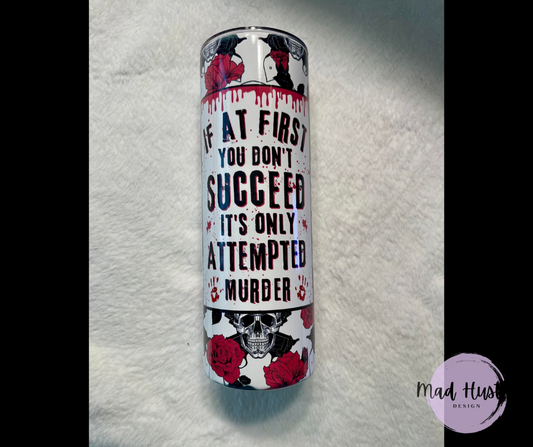 IF AT FIRST
YOU DON'T
SUCCEED
IT'S ONLY
ATTEMPTED
MURDER
Mad Hust
DESIGN